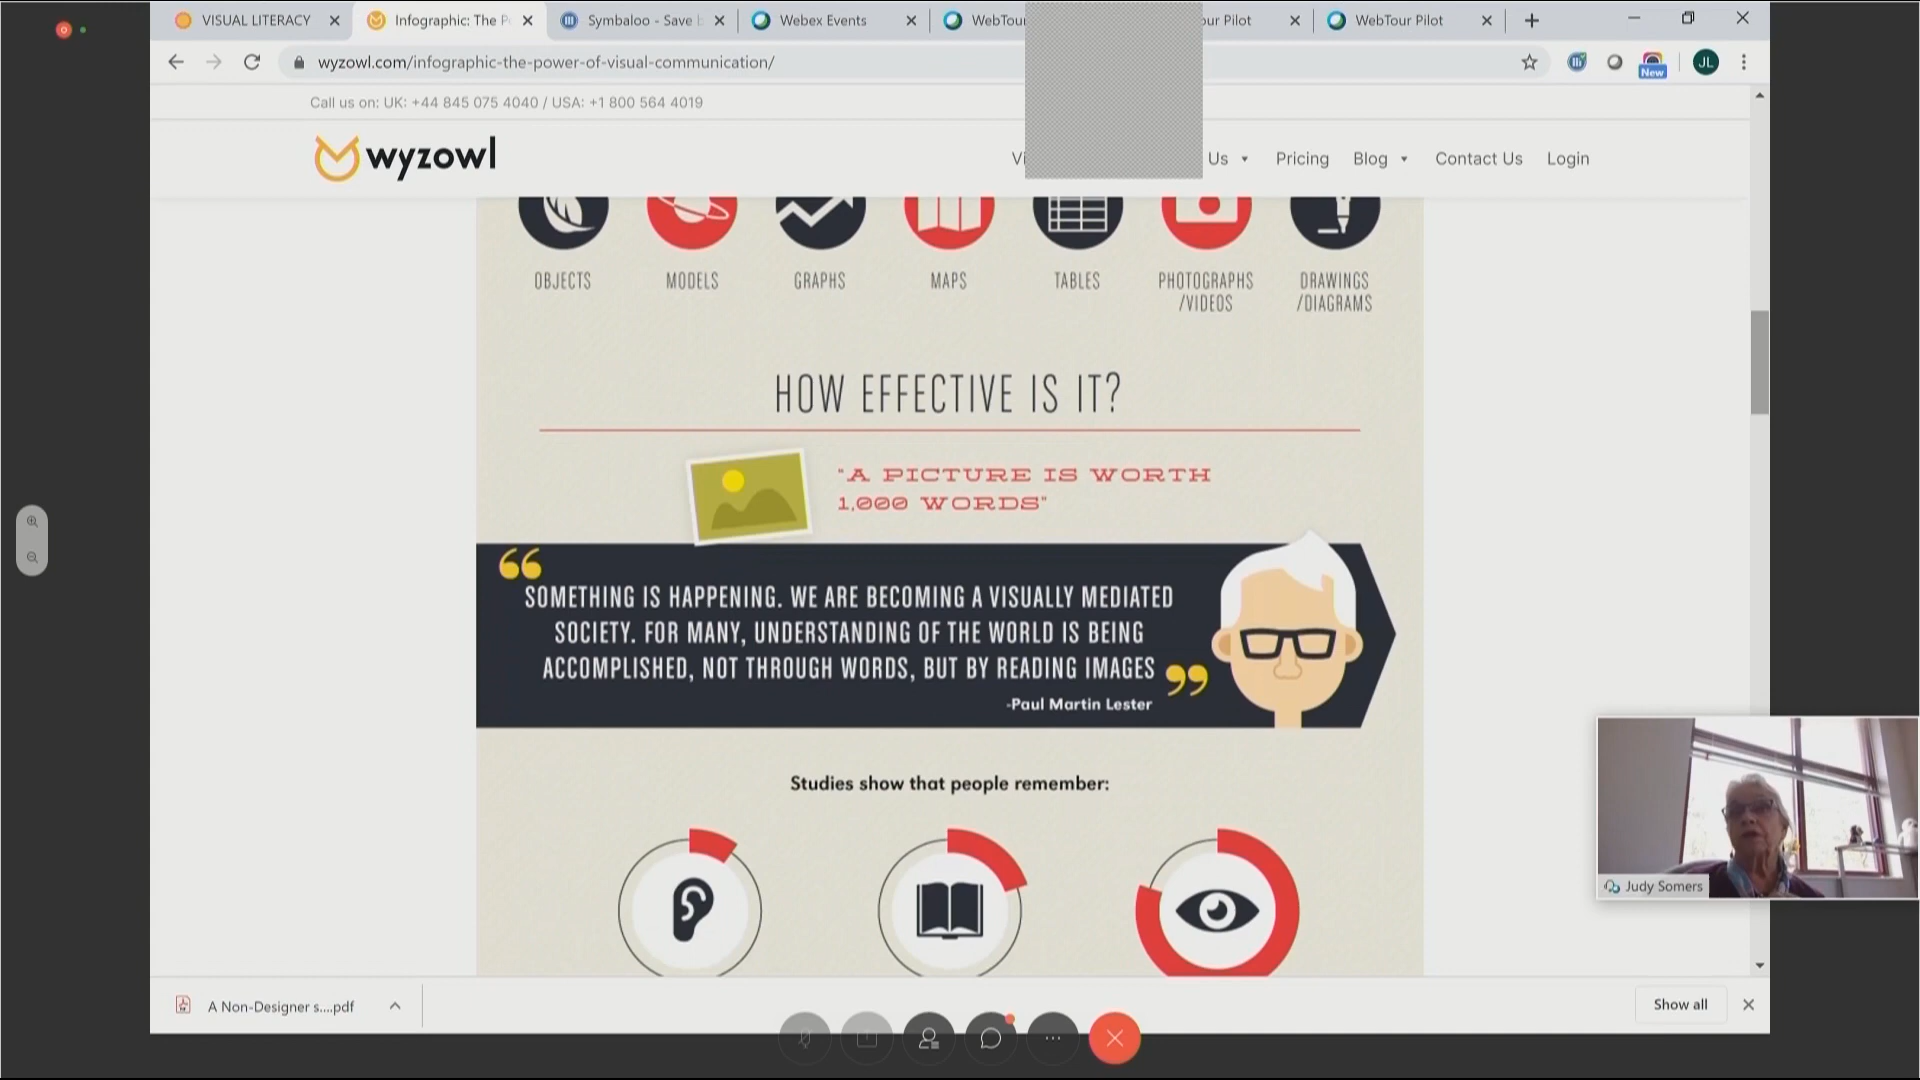 VISUAL LITERACY
Infographic: The P
Symbaloo - Save b
Webex Events
WebTour
our Pilot
WebTour Pilot
wyzowl.com/infographic-the-power-of-visual-communication/
New
JL
Call us on: UK: +44 845 075 4040 / USA: +1 800 564 4019
wyzowl
Us
Pricing
Blog
Contact Us
Login
OBJECTS
MODELS
GRAPHS
MAPS
TABLES
PHOTOGRAPHS
/VIDEOS
DRAWINGS
/DIAGRAMS
HOW EFFECTIVE IS IT?
"A PICTURE IS WORTH
1,000 WORDS"
SOMETHING IS HAPPENING. WE ARE BECOMING A VISUALLY MEDIATED
SOCIETY. FOR MANY, UNDERSTANDING OF THE WORLD IS BEING
ACCOMPLISHED, NOT THROUGH WORDS, BUT BY READING IMAGES
-Paul Martin Lester
Studies show that people remember:
Judy Somers
A Non-Designer s....pdf
Show all